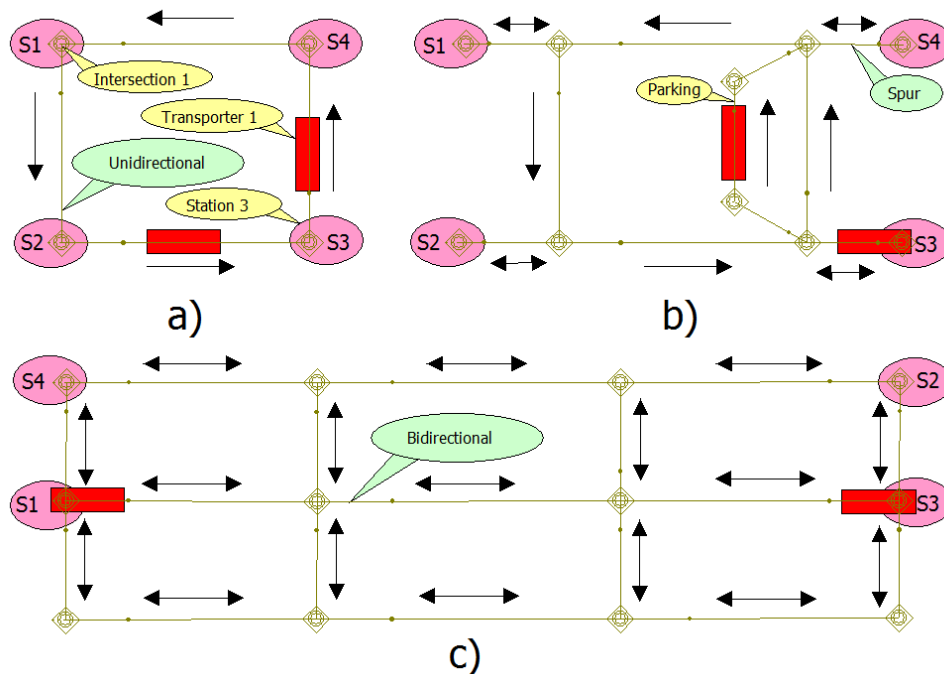 S1
S4
Intersection 1
Transporter 1
Unidirectional
Station 3
S2
S3
a)
S1
S4
Parking
Spur
S2
S3
b)
S4
S2
Bidirectional
S1
S3
c)